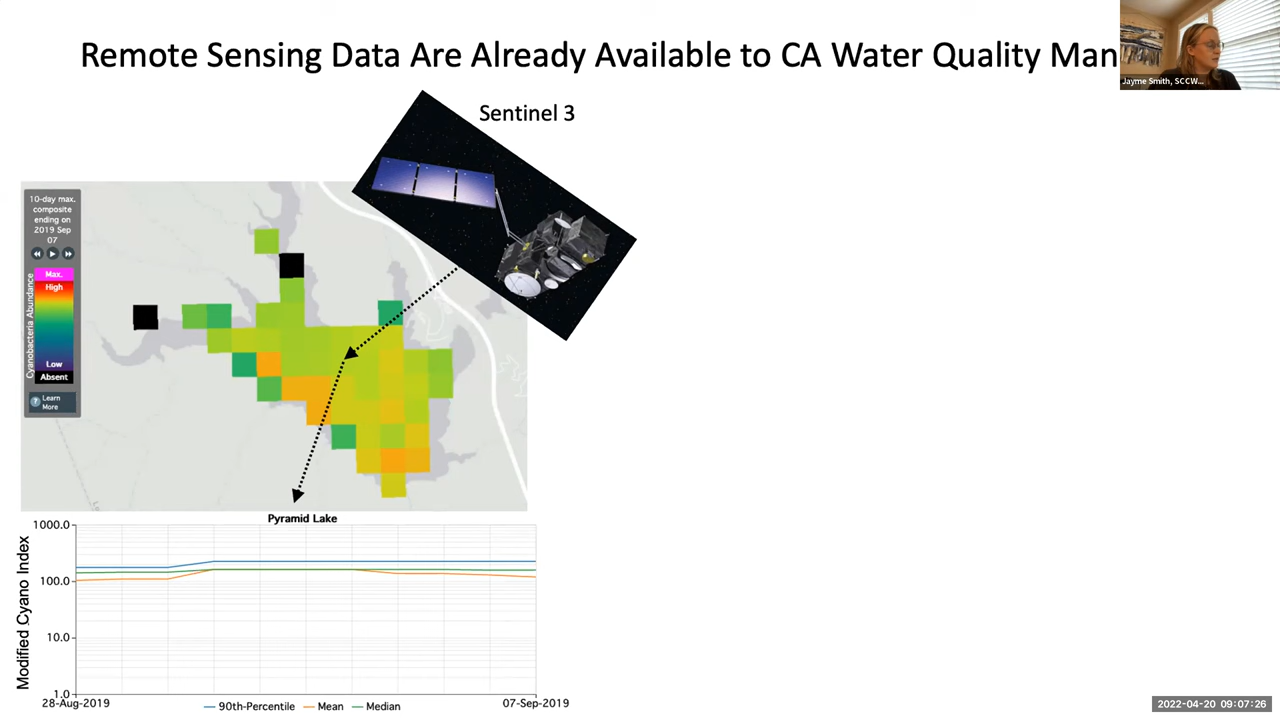 Remote Sensing Data Are Already Available to CA Water Quality Man
Jayme Smith, SCCW...
Sentinel 3
10-day max.
composite
ending on
2019 Sep
07
Cyanobacteria Abundance
Max.
High
Low
Absent
? Learn
More
Pyramid Lake
Modified Cyano Index
1000.0
100.0
10.0
1.0
28-Aug-2019
07-Sep-2019
90th-Percentile Mean Median
2022-04-20 09:07:26